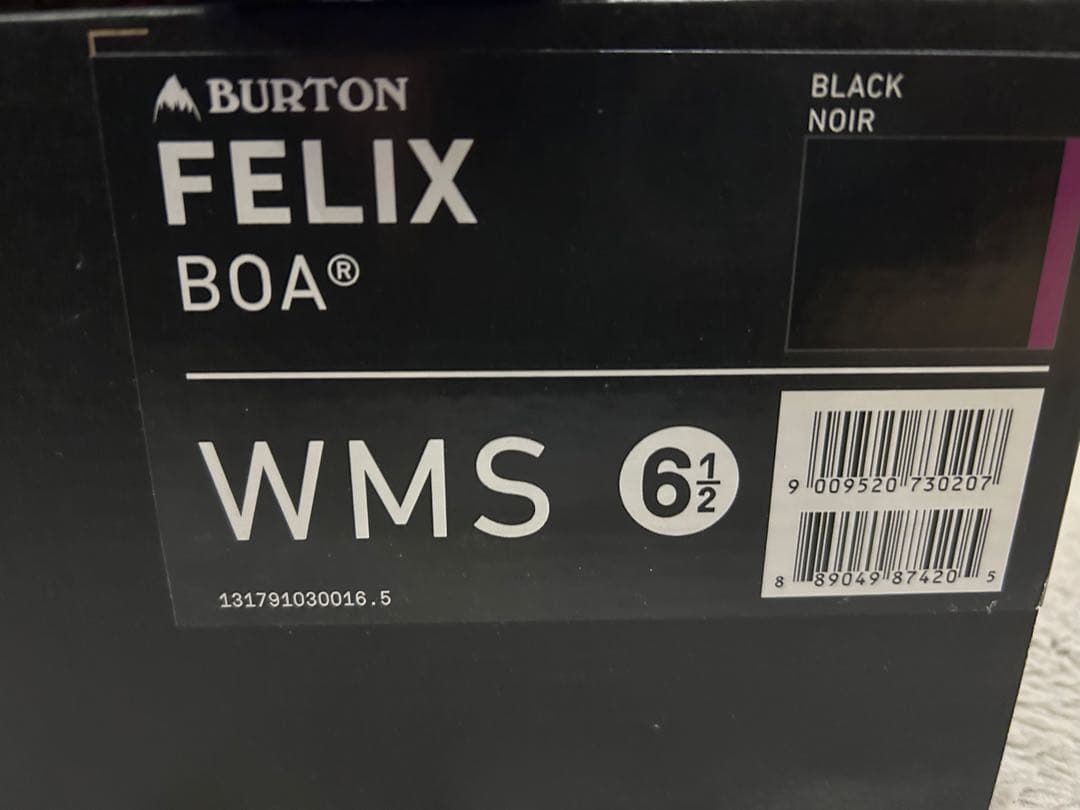 BURTON
FELIX
BOA®
BLACK
NOIR
WMS 6½
9 009520 730207
8 89049 87420 5
131791030016.5